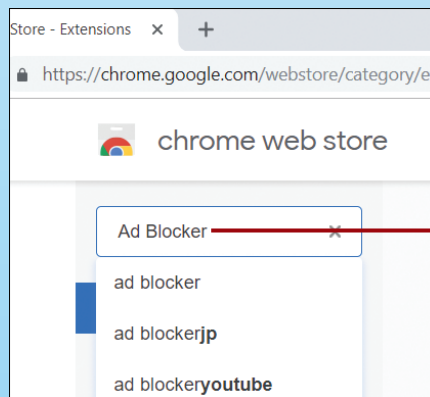 Store - Extensions
https://chrome.google.com/webstore/category/e
chrome web store
Ad Blocker
ad blocker
ad blockerjp
ad blockeryoutube